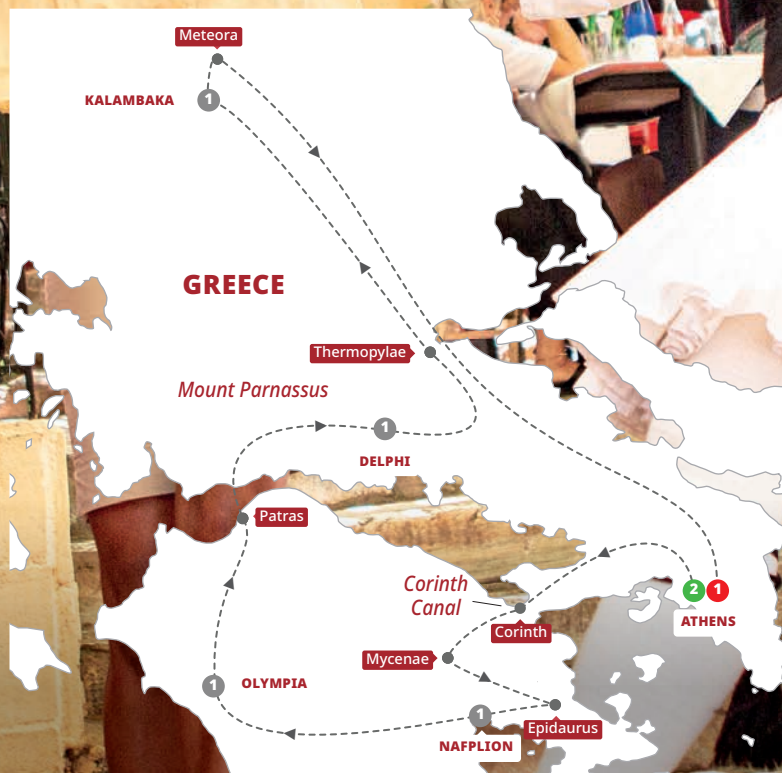 Meteora
KALAMBAKA
1
GREECE
Thermopylae
Mount Parnassus
1
DELPHI
Patras
Corinth
Canal
2
1
ATHENS
Corinth
Mycenae
1
OLYMPIA
1
Epidaurus
NAFPLION